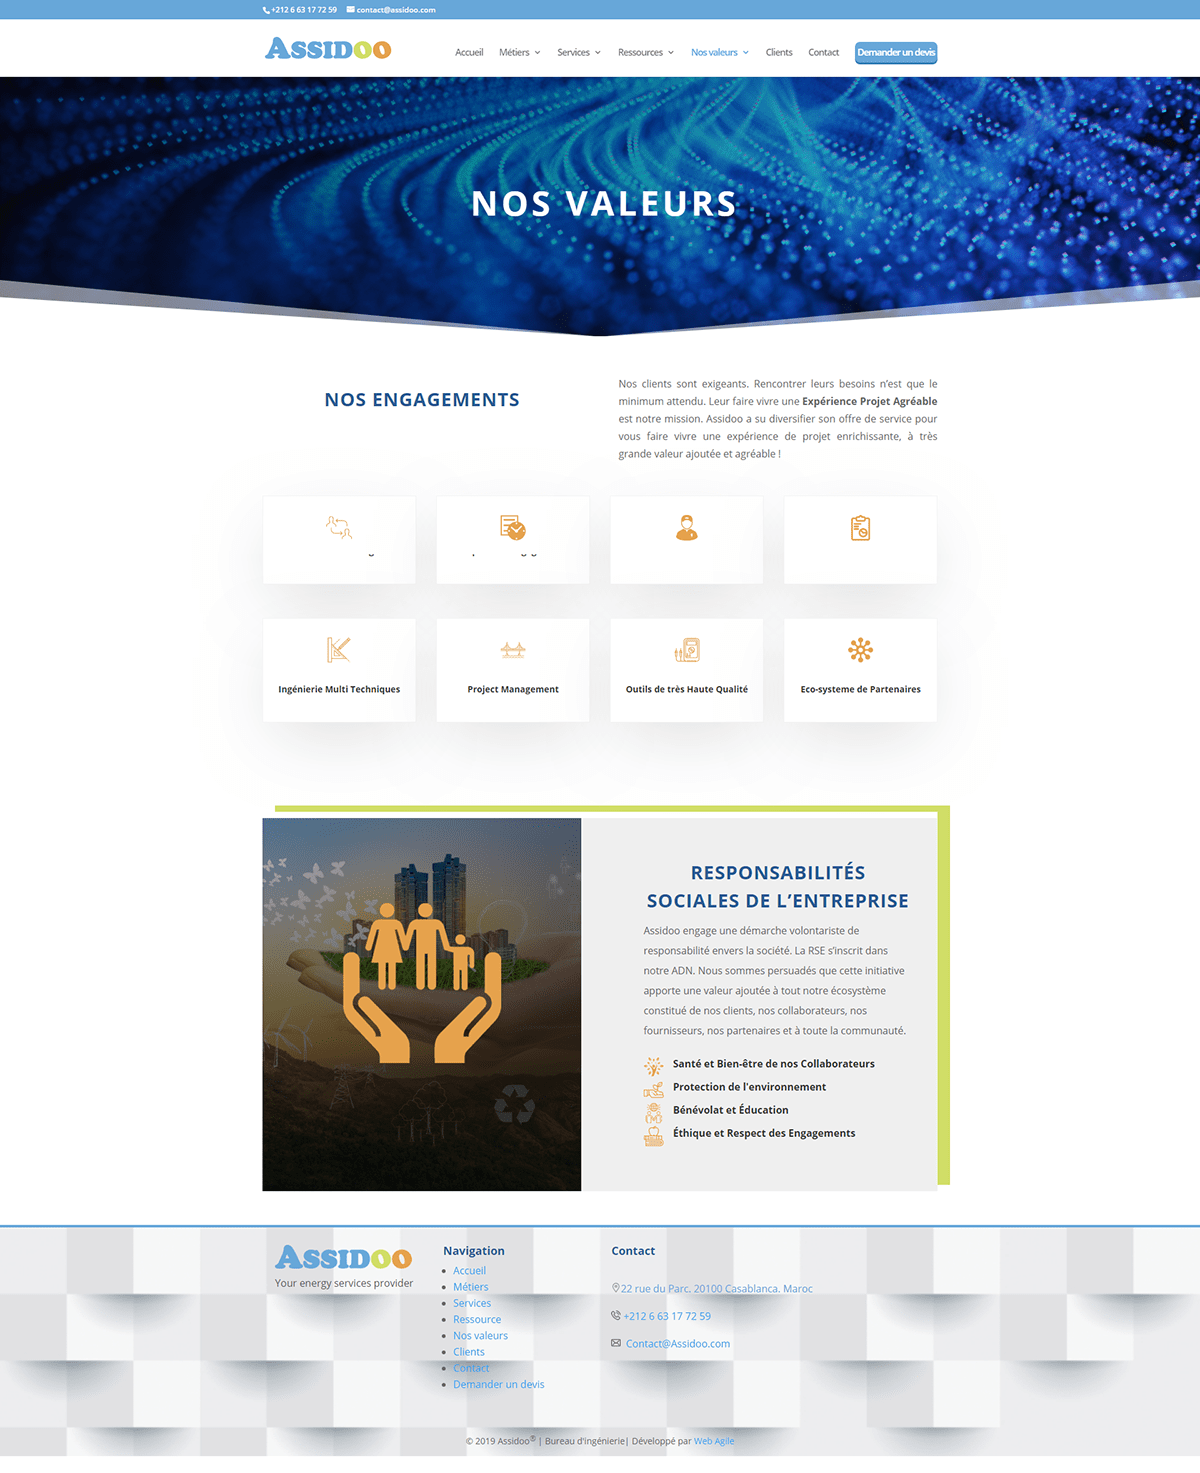 +212 6 63 17 72 59 contact@assidoo.com
ASSIDOO
Accueil Métiers Services Ressources Nos valeurs Clients Contact Demander un devis
NOS VALEURS
NOS ENGAGEMENTS
Nos clients sont exigeants. Rencontrer leurs besoins n’est que le
minimum attendu. Leur faire vivre une Expérience Projet Agréable
est notre mission. Assidoo a su diversifier son offre de service pour
vous faire vivre une expérience de projet enrichissante, à très
grande valeur ajoutée et agréable !
Ingénierie Multi Techniques
Project Management
Outils de très Haute Qualité
Eco-systeme de Partenaires
RESPONSABILITÉS
SOCIALES DE L’ENTREPRISE
Assidoo engage une démarche volontariste de
responsabilité envers la société. La RSE s’inscrit dans
notre ADN. Nous sommes persuadés que cette initiative
apporte une valeur ajoutée à tout notre écosystème
constitué de nos clients, nos collaborateurs, nos
fournisseurs, nos partenaires et à toute la communauté.
Santé et Bien-être de nos Collaborateurs
Protection de l'environnement
Bénévolat et Éducation
Éthique et Respect des Engagements
ASSIDOO
Your energy services provider
Navigation
Accueil
Métiers
Services
Ressource
Nos valeurs
Clients
Contact
Demander un devis
Contact
22 rue du Parc, 20100 Casablanca. Maroc
+212 6 63 17 72 59
Contact@Assidoo.com
© 2019 Assidoo® | Bureau d'ingénierie| Développé par Web Agile